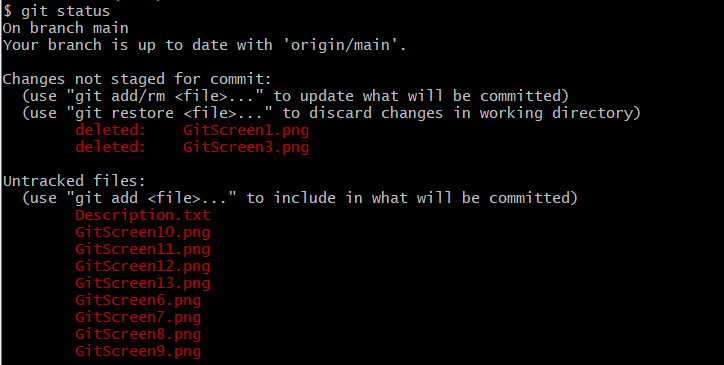 $ git status
On branch main
Your branch is up to date with 'origin/main'.
Changes not staged for commit:
(use "git add/rm <file>..." to update what will be committed)
(use "git restore <file>..." to discard changes in working directory)
deleted: GitScreen1.png
deleted: GitScreen3.png
Untracked files:
(use "git add <file>..." to include in what will be committed)
Description.txt
GitScreen10.png
GitScreen11.png
GitScreen12.png
GitScreen13.png
GitScreen6.png
GitScreen7.png
GitScreen8.png
GitScreen9.png